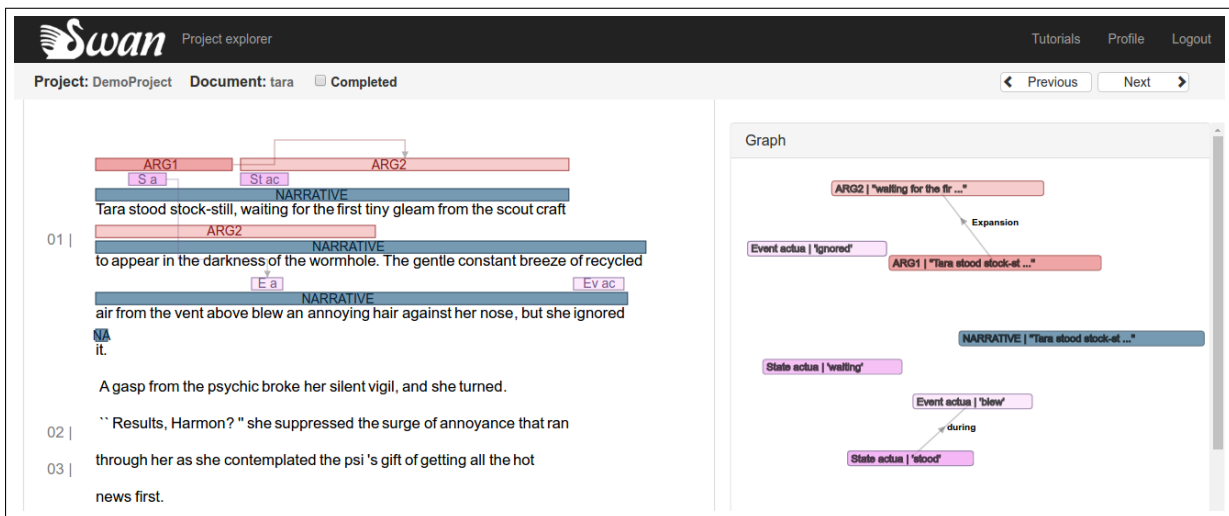 Swan Project explorer Tutorials Profile Logout
Project: DemoProject Document: tara Completed Previous Next
ARG1 ARG2
S a St ac
NARRATIVE
Tara stood stock-still, waiting for the first tiny gleam from the scout craft
ARG2
01 | NARRATIVE
to appear in the darkness of the wormhole. The gentle constant breeze of recycled
E a Ev ac
NARRATIVE
air from the vent above blew an annoying hair against her nose, but she ignored
NA
it.
A gasp from the psychic broke her silent vigil, and she turned.
02 | `` Results, Harmon? '' she suppressed the surge of annoyance that ran
03 | through her as she contemplated the psi 's gift of getting all the hot
news first.
Graph
ARG2 | "waiting for the fir ..."
Expansion
Event actua | 'ignored'
ARG1 | "Tara stood stock-st ..."
NARRATIVE | "Tara stood stock-st ..."
State actua | 'waiting'
Event actua | 'blew'
during
State actua | 'stood'